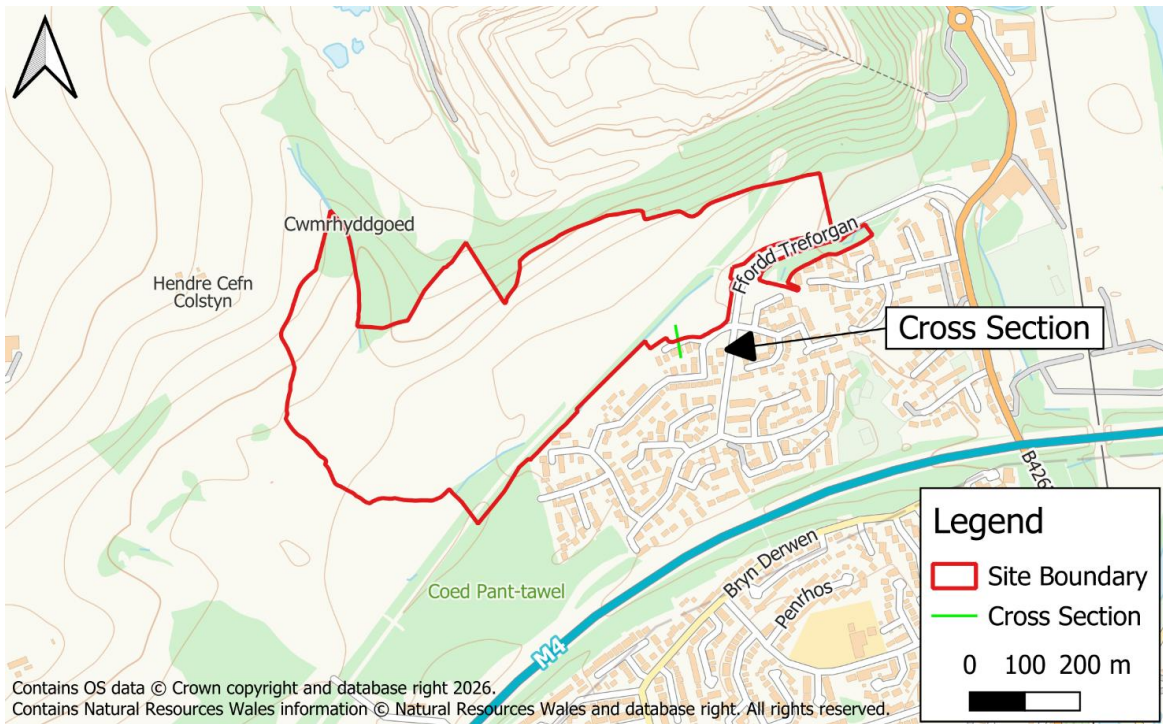 Cwmrhyddgoed
Hendre Cefn
Colstyn
Ffordd Treforgan
Cross Section
B426
Bryn Derwen
Penrhos
Coed Pant-tawel
M4
Legend
Site Boundary
Cross Section
0 100 200 m
Contains OS data © Crown copyright and database right 2026.
Contains Natural Resources Wales information © Natural Resources Wales and database right. All rights reserved.